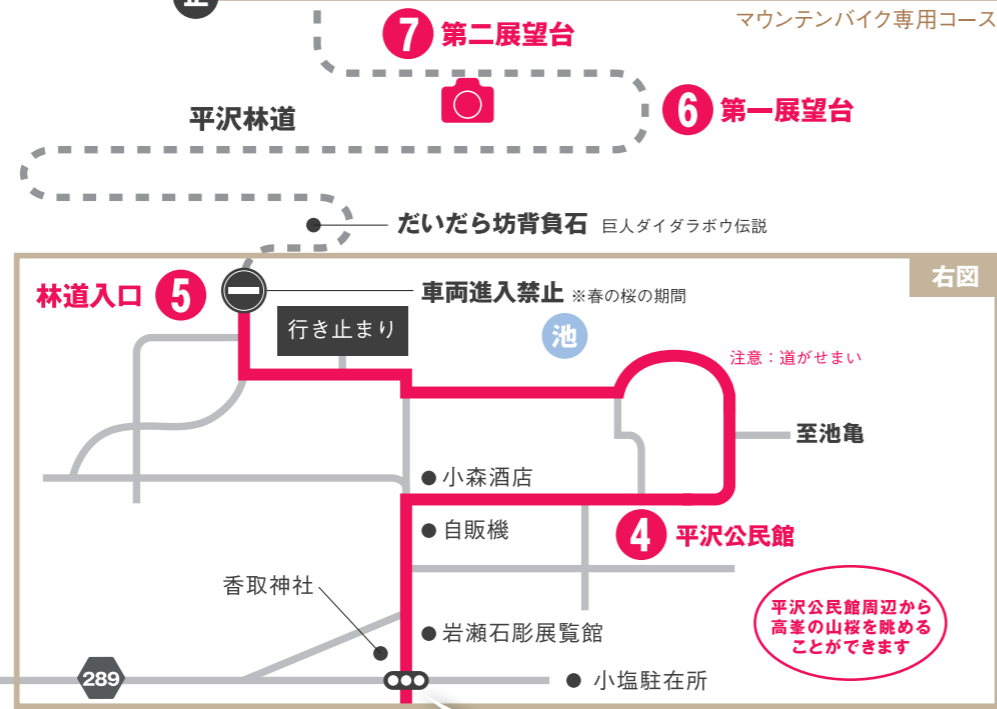 マウンテンバイク専用コース
7 第二展望台
6 第一展望台
平沢林道
だいだら坊背負石 巨人ダイダラボウ伝説
右図
林道入口 5
車両進入禁止 ※春の桜の期間
行き止まり
池
注意：道がせまい
至池亀
小森酒店
自販機
4 平沢公民館
香取神社
平沢公民館周辺から
高峯の山桜を眺める
ことができます
岩瀬石彫展覧館
289
小塩駐在所